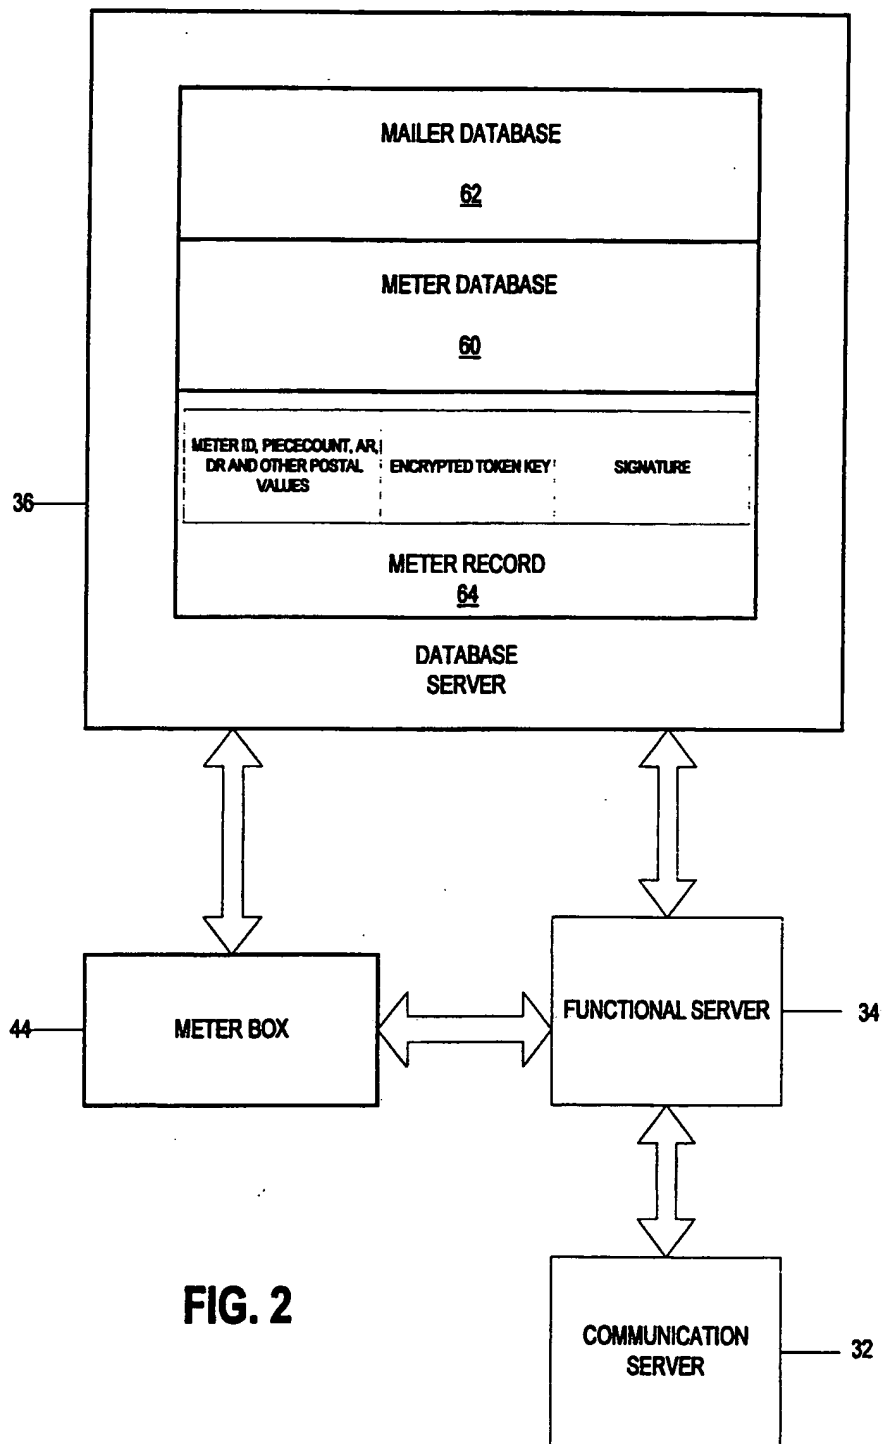 MAILER DATABASE
62
METER DATABASE
60
METER ID, PIECECOUNT, AR,
DR AND OTHER POSTAL
VALUES
ENCRYPTED TOKEN KEY
SIGNATURE
36
METER RECORD
64
DATABASE
SERVER
44
METER BOX
FUNCTIONAL SERVER
34
FIG. 2
COMMUNICATION
SERVER
32